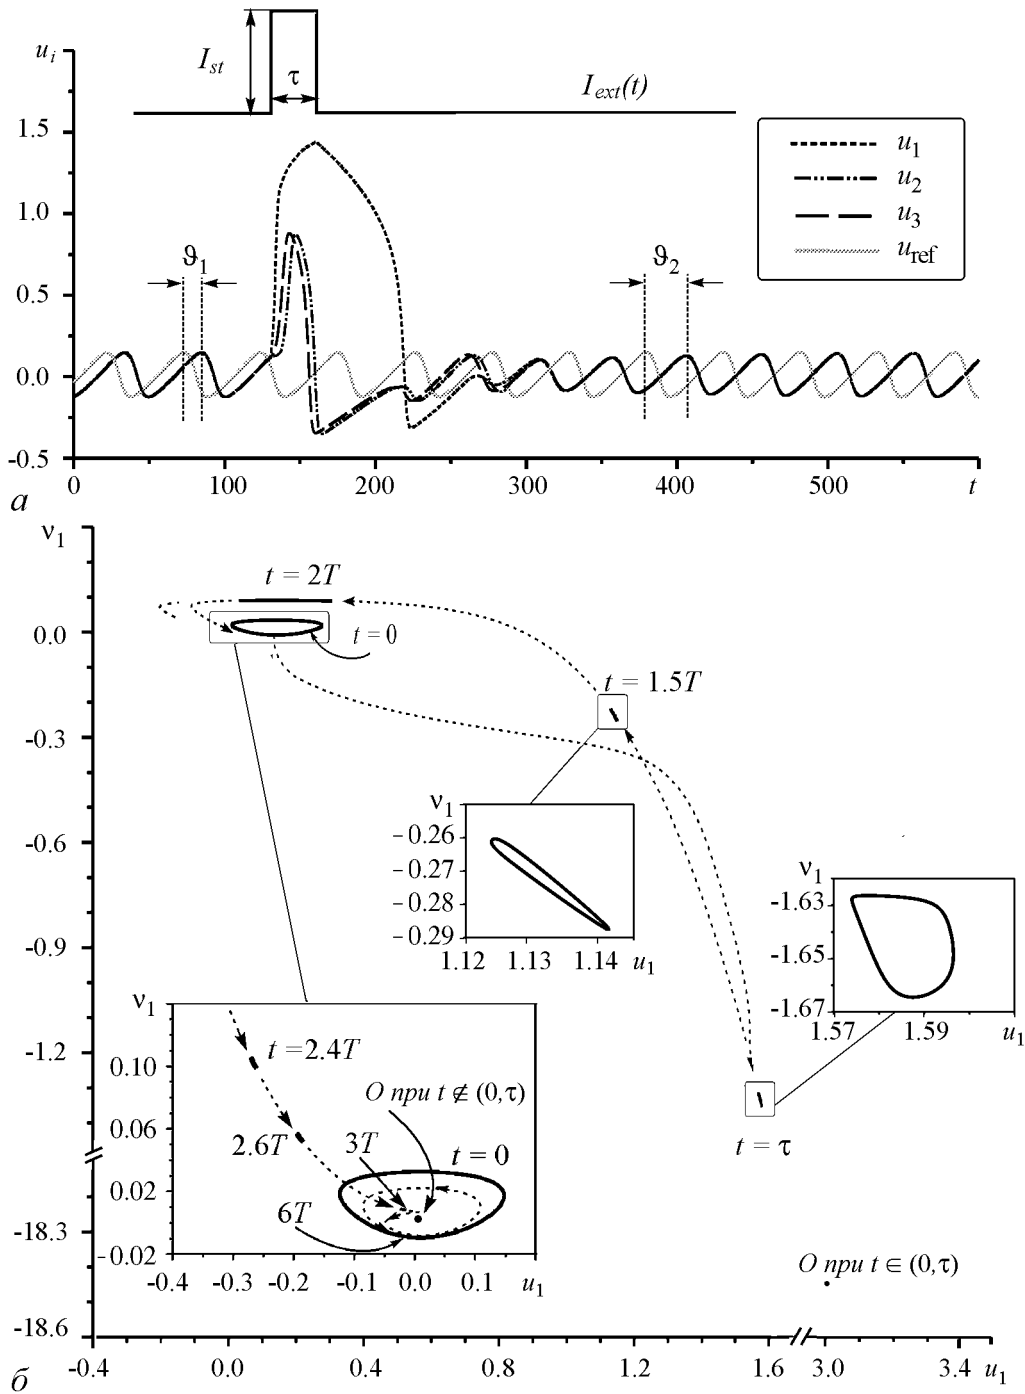 u_i
I_st
τ
I_ext(t)
2.0
1.5
1.0
0.5
0.0
-0.5
ϑ_1
ϑ_2
u_1
u_2
u_3
u_ref
0
100
200
300
400
500
t
а
ν_1
t = 2T
0.0
t = 0
t = 1.5T
-0.3
-0.6
-0.9
-1.2
-18.3
-18.6
ν_1
-0.26
-0.27
-0.28
-0.29
1.12
1.13
1.14
u_1
ν_1
-1.63
-1.65
-1.67
1.57
1.59
u_1
t = τ
ν_1
0.10
0.06
0.02
-0.02
t = 2.4T
О при t ∉ (0,τ)
2.6T
3T
t = 0
6T
-0.4
-0.3
-0.2
-0.1
0.0
0.1
u_1
О при t ∈ (0,τ)
-0.4
0.0
0.4
0.8
1.2
1.6
3.0
3.4
u_1
б